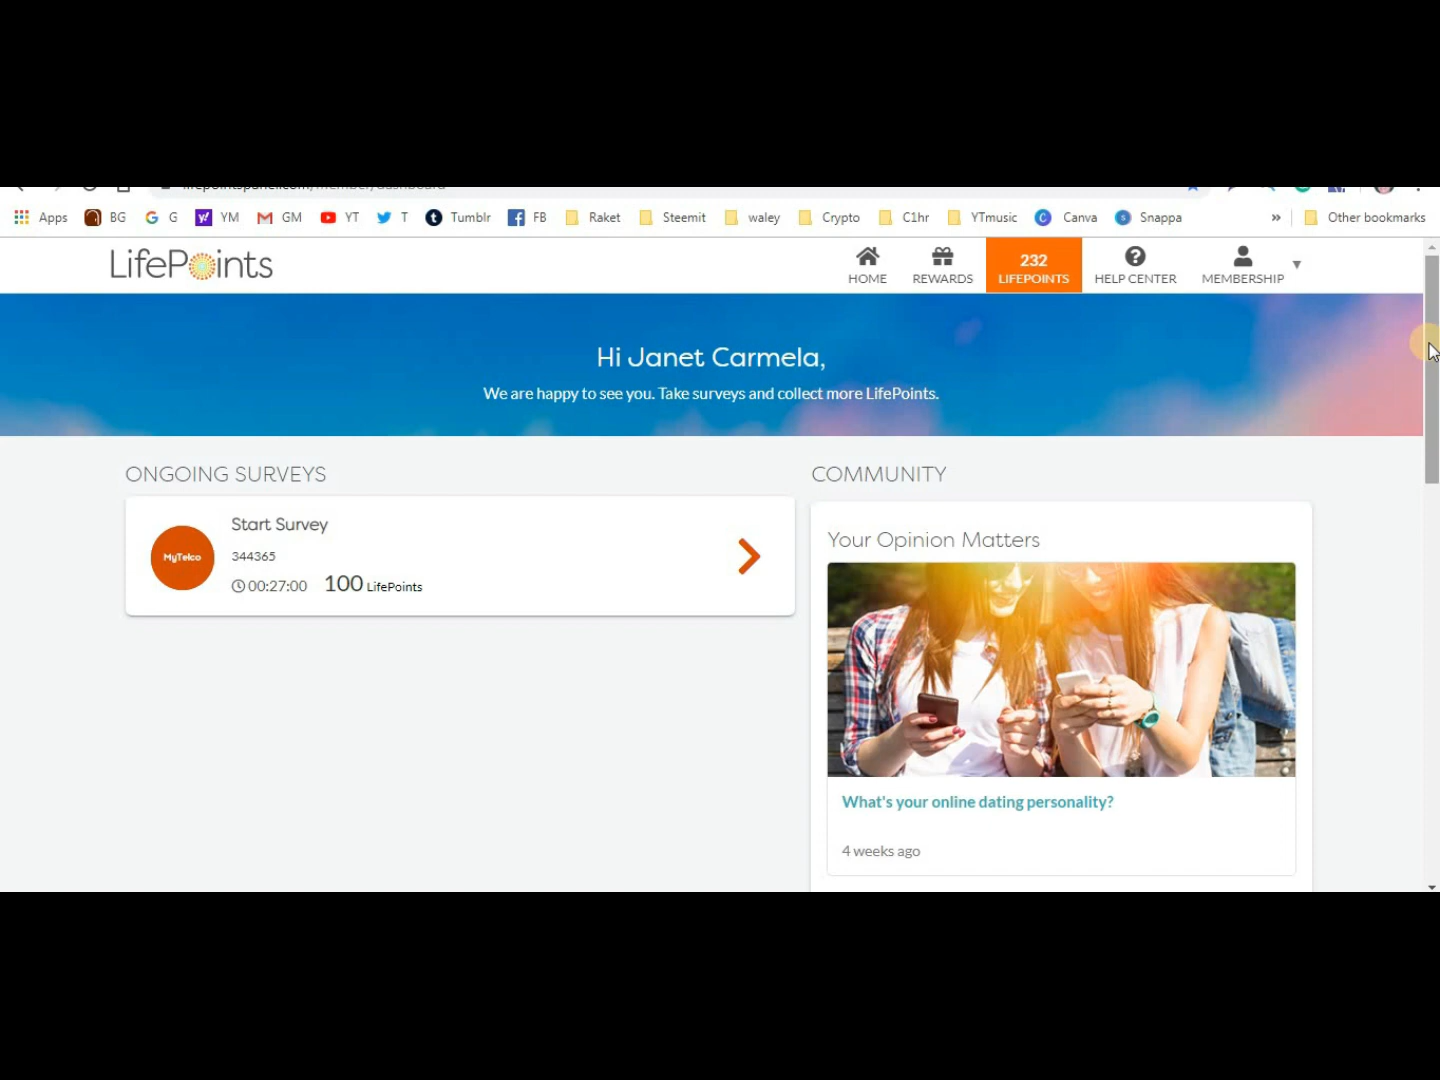 Apps BG G YM GM YT T Tumblr FB Raket Steemit waley Crypto C1hr YTmusic Canva Snappa » Other bookmarks
LifePoints
HOME
REWARDS
232
LIFEPOINTS
HELP CENTER
MEMBERSHIP
Hi Janet Carmela,
We are happy to see you. Take surveys and collect more LifePoints.
ONGOING SURVEYS
MyTelco
Start Survey
344365
00:27:00 100 LifePoints
COMMUNITY
Your Opinion Matters
What's your online dating personality?
4 weeks ago